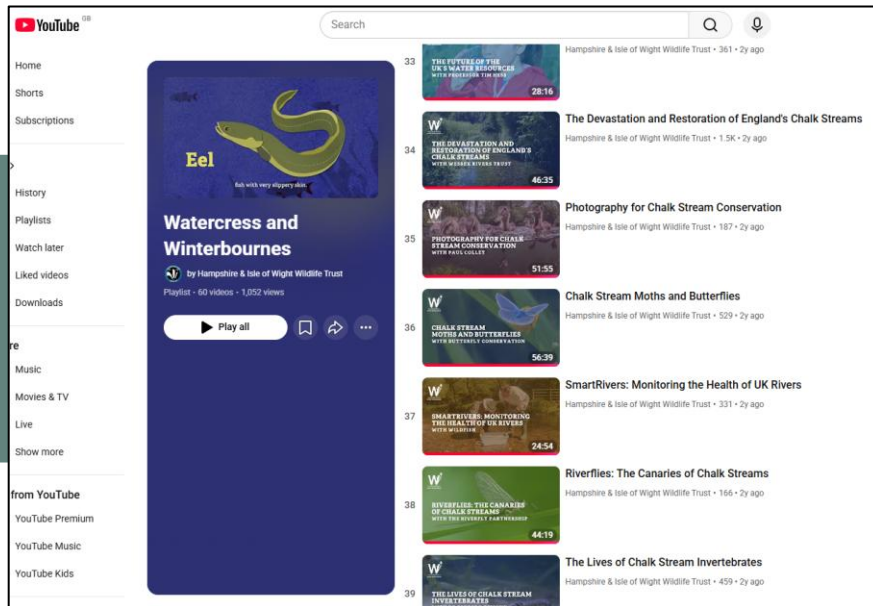 YouTube GB
Search
Home
Shorts
Subscriptions
History
Playlists
Watch later
Liked videos
Downloads
re
Music
Movies & TV
Live
Show more
from YouTube
YouTube Premium
YouTube Music
YouTube Kids
Eel
fish with very slippery skin.
Watercress and
Winterbournes
by Hampshire & Isle of Wight Wildlife Trust
Playlist • 60 videos • 1,052 views
Play all
33
THE FUTURE OF THE
UK'S WATER RESOURCES
WITH PROFESSOR TIM HESS
28:16
Hampshire & Isle of Wight Wildlife Trust • 361 • 2y ago
34
W
THE DEVASTATION AND
RESTORATION OF ENGLAND'S
CHALK STREAMS
WITH WESSEX RIVERS TRUST
46:35
The Devastation and Restoration of England's Chalk Streams
Hampshire & Isle of Wight Wildlife Trust • 1.5K • 2y ago
35
W
PHOTOGRAPHY FOR CHALK
STREAM CONSERVATION
WITH PAUL COLLEY
51:55
Photography for Chalk Stream Conservation
Hampshire & Isle of Wight Wildlife Trust • 187 • 2y ago
36
W
CHALK STREAM
MOTHS AND BUTTERFLIES
WITH BUTTERFLY CONSERVATION
56:39
Chalk Stream Moths and Butterflies
Hampshire & Isle of Wight Wildlife Trust • 529 • 2y ago
37
W
SMARTRIVERS: MONITORING
THE HEALTH OF UK RIVERS
WITH WILDFISH
24:54
SmartRivers: Monitoring the Health of UK Rivers
Hampshire & Isle of Wight Wildlife Trust • 331 • 2y ago
38
W
RIVERFLIES: THE CANARIES
OF CHALK STREAMS
WITH THE RIVERFLY PARTNERSHIP
44:19
Riverflies: The Canaries of Chalk Streams
Hampshire & Isle of Wight Wildlife Trust • 166 • 2y ago
39
W
THE LIVES OF CHALK STREAM
INVERTEBRATES
The Lives of Chalk Stream Invertebrates
Hampshire & Isle of Wight Wildlife Trust • 459 • 2y ago